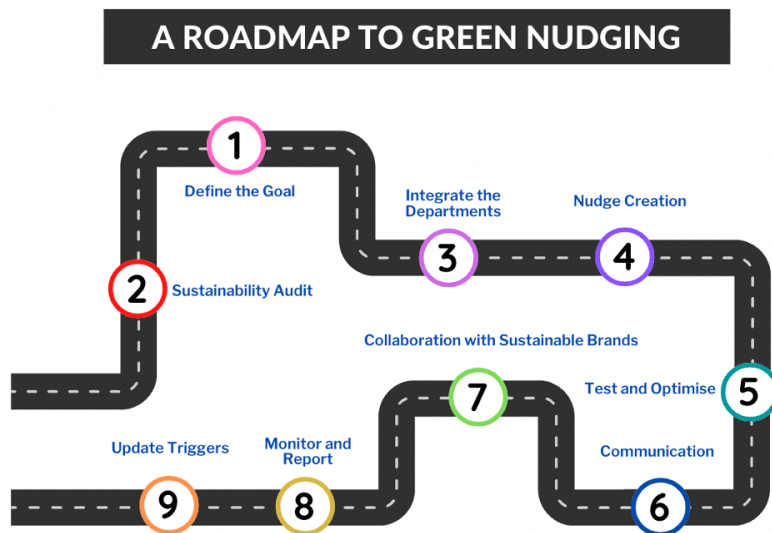 A ROADMAP TO GREEN NUDGING
1
Define the Goal
2
Sustainability Audit
3
Integrate the
Departments
4
Nudge Creation
5
Test and Optimise
6
Communication
7
Collaboration with Sustainable Brands
8
Monitor and
Report
9
Update Triggers